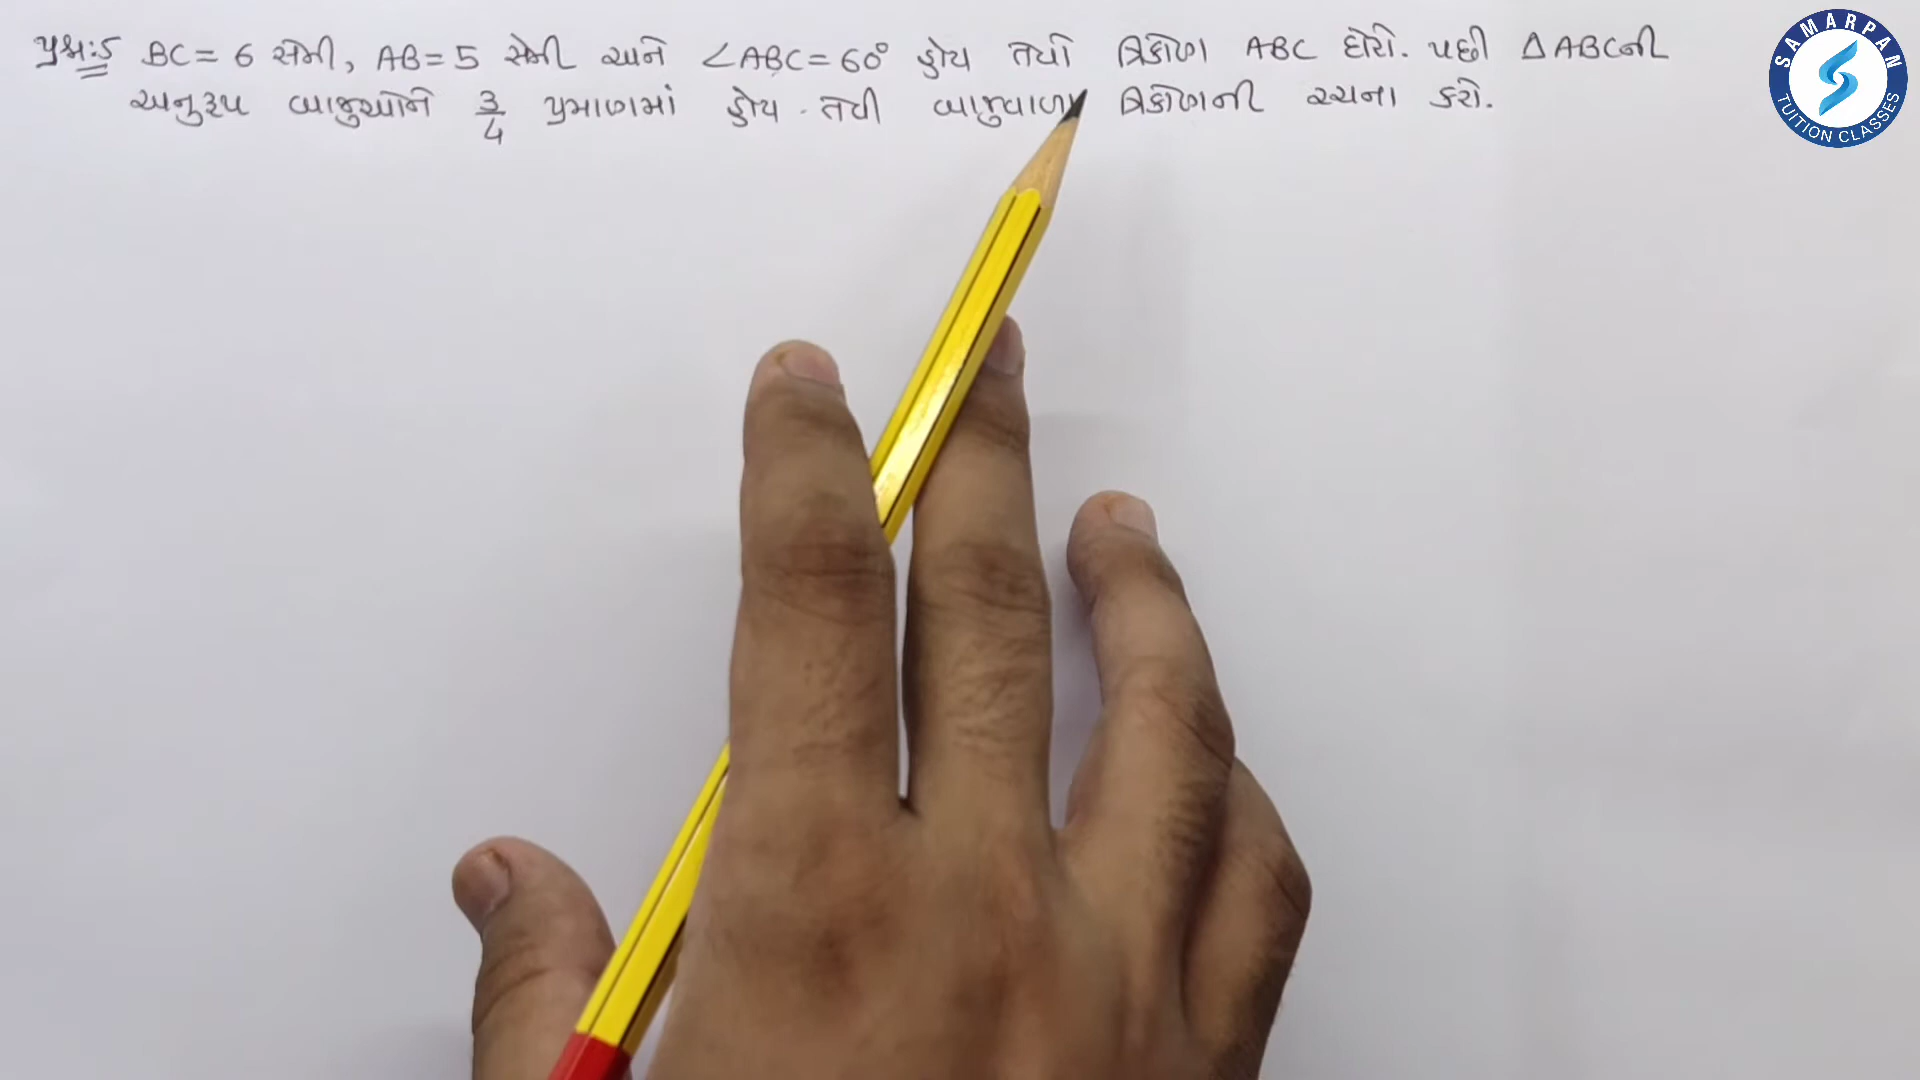 પ્રશ્ન:5 BC = 6 સેમી, AB = 5 સેમી અને ∠ABC = 60° હોય તેવો ત્રિકોણ ABC દોરો. પછી ΔABCની
અનુરૂપ બાજુઓને 3/4 પ્રમાણમાં હોય તેવી બાજુવાળા ત્રિકોણની રચના કરો.
SAMARPAN
TUITION CLASSES